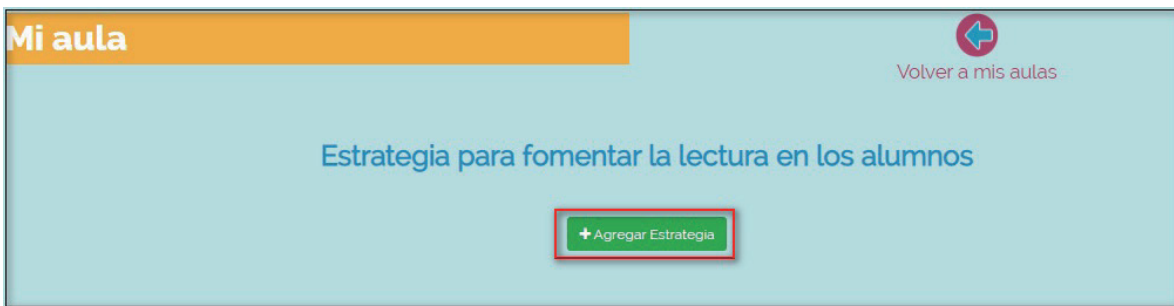 Mi aula
Volver a mis aulas
Estrategia para fomentar la lectura en los alumnos
+ Agregar Estrategia